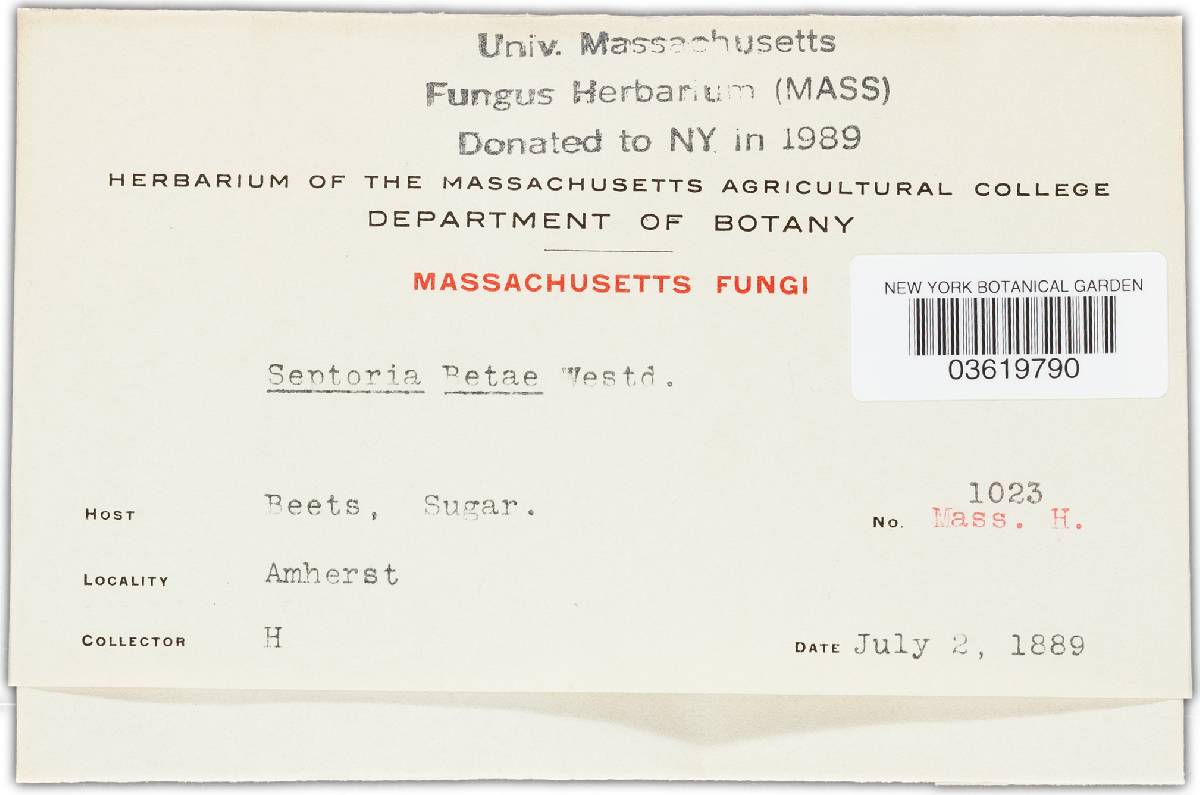 Univ. Massachusetts
Fungus Herbarium (MASS)
Donated to NY in 1989
HERBARIUM OF THE MASSACHUSETTS AGRICULTURAL COLLEGE
DEPARTMENT OF BOTANY
MASSACHUSETTS FUNGI
NEW YORK BOTANICAL GARDEN
03619790
Septoria Betae Westd.
HOST Beets, Sugar.
1023
No. Mass. H.
LOCALITY Amherst
COLLECTOR H
DATE July 2, 1889